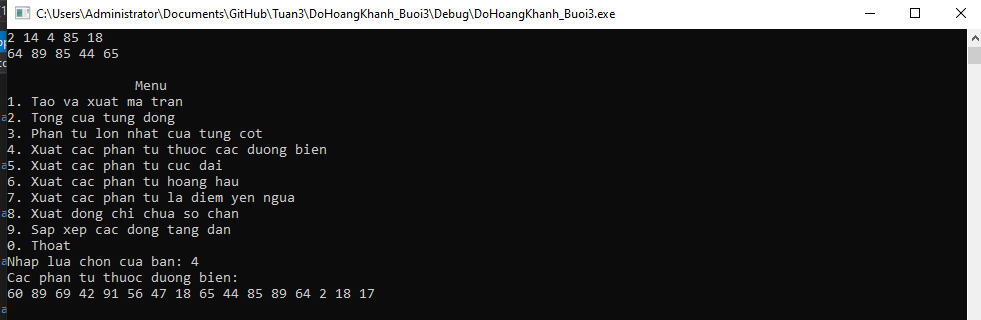 C:\Users\Administrator\Documents\GitHub\Tuan3\DoHoangKhanh_Buoi3\Debug\DoHoangKhanh_Buoi3.exe
2 14 4 85 18
64 89 85 44 65
Menu
1. Tao va xuat ma tran
2. Tong cua tung dong
3. Phan tu lon nhat cua tung cot
4. Xuat cac phan tu thuoc cac duong bien
5. Xuat cac phan tu cuc dai
6. Xuat cac phan tu hoang hau
7. Xuat cac phan tu la diem yen ngua
8. Xuat dong chi chua so chan
9. Sap xep cac dong tang dan
0. Thoat
Nhap lua chon cua ban: 4
Cac phan tu thuoc duong bien:
60 89 69 42 91 56 47 18 65 44 85 89 64 2 18 17